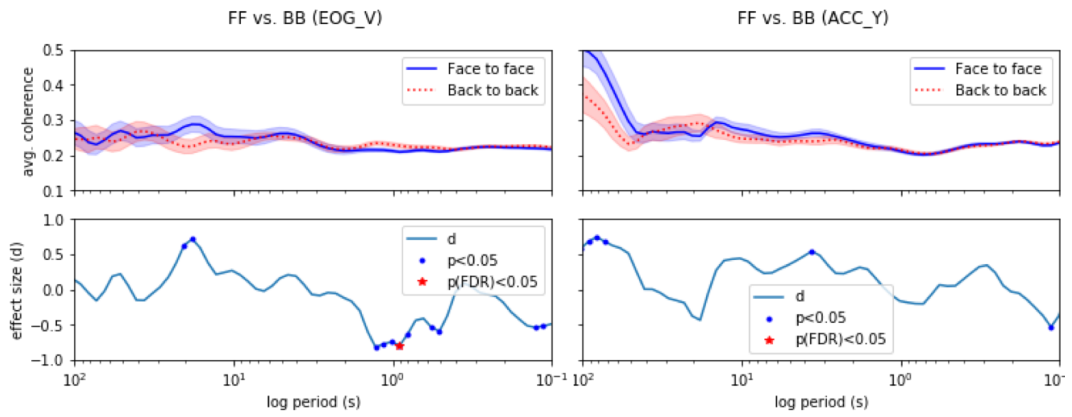 FF vs. BB (EOG_V)
FF vs. BB (ACC_Y)
avg. coherence
0.5
0.4
0.3
0.2
0.1
Face to face
Back to back
Face to face
Back to back
effect size (d)
1.0
0.5
0.0
−0.5
−1.0
d
p<0.05
p(FDR)<0.05
d
p<0.05
p(FDR)<0.05
10² 10¹ 10⁰ 10⁻¹
10² 10¹ 10⁰ 10⁻
log period (s)
log period (s)